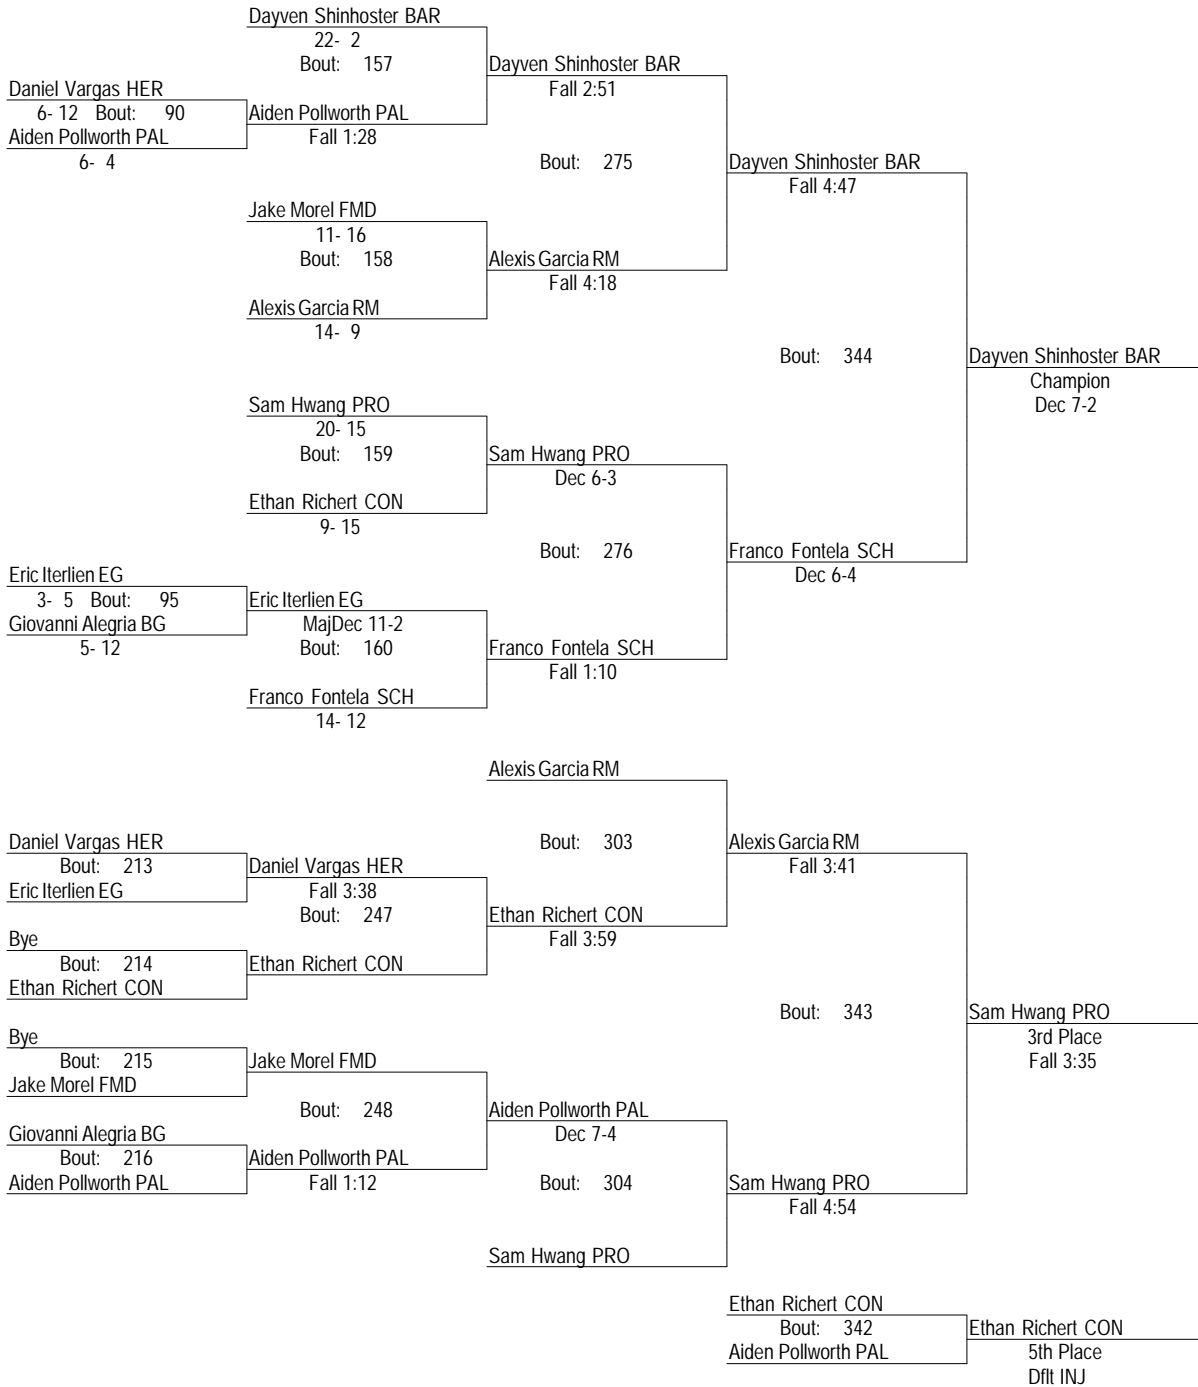 Dayven Shinhoster BAR
22- 2
Bout: 157
Dayven Shinhoster BAR
Fall 2:51
Daniel Vargas HER
6- 12 Bout: 90
Aiden Pollworth PAL
6- 4
Aiden Pollworth PAL
Fall 1:28
Bout: 275
Dayven Shinhoster BAR
Fall 4:47
Jake Morel FMD
11- 16
Bout: 158
Alexis Garcia RM
Fall 4:18
Alexis Garcia RM
14- 9
Bout: 344
Dayven Shinhoster BAR
Champion
Dec 7-2
Sam Hwang PRO
20- 15
Bout: 159
Sam Hwang PRO
Dec 6-3
Ethan Richert CON
9- 15
Bout: 276
Franco Fontela SCH
Dec 6-4
Eric Iterlien EG
3- 5 Bout: 95
Giovanni Alegria BG
5- 12
Eric Iterlien EG
MajDec 11-2
Bout: 160
Franco Fontela SCH
Fall 1:10
Franco Fontela SCH
14- 12
Alexis Garcia RM
Bout: 303
Alexis Garcia RM
Fall 3:41
Daniel Vargas HER
Bout: 213
Eric Iterlien EG
Daniel Vargas HER
Fall 3:38
Bout: 247
Ethan Richert CON
Fall 3:59
Bye
Bout: 214
Ethan Richert CON
Ethan Richert CON
Bout: 343
Sam Hwang PRO
3rd Place
Fall 3:35
Bye
Bout: 215
Jake Morel FMD
Jake Morel FMD
Bout: 248
Aiden Pollworth PAL
Dec 7-4
Giovanni Alegria BG
Bout: 216
Aiden Pollworth PAL
Aiden Pollworth PAL
Fall 1:12
Bout: 304
Sam Hwang PRO
Fall 4:54
Sam Hwang PRO
Ethan Richert CON
Bout: 342
Aiden Pollworth PAL
Ethan Richert CON
5th Place
Dflt INJ